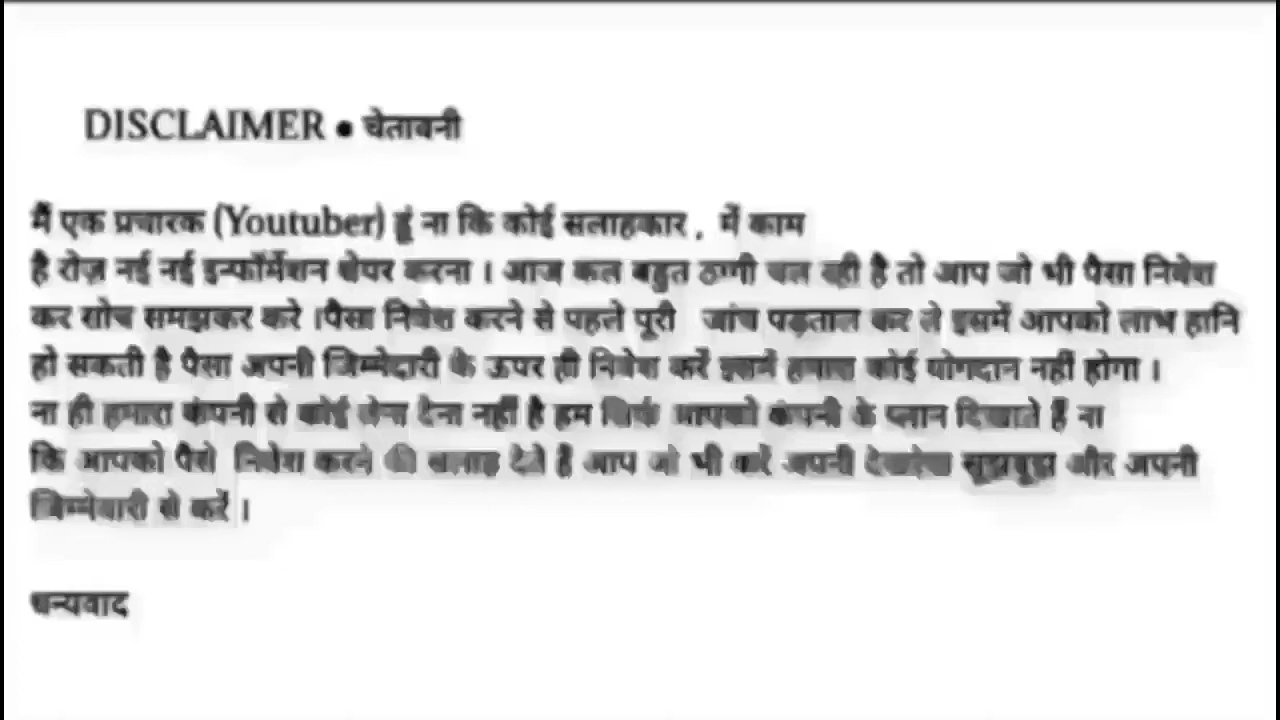 DISCLAIMER • चेतावनी
मैं एक प्रचारक (Youtuber) हूं ना कि कोई सलाहकार , में काम
है रोज़ नई नई इन्फॉर्मेशन शेयर करना । आज कल बहुत ठगी चल रही है तो आप जो भी पैसा निवेश
कर सोच समझकर करे ।पैसा निवेश करने से पहले पूरी जांच पड़ताल कर ले इसमें आपको लाभ हानि
हो सकती है पैसा अपनी जिम्मेदारी के ऊपर ही निवेश करें इसमें हमारा कोई योगदान नहीं होगा ।
ना ही हमारा कंपनी से कोई लेना देना नहीं है हम सिर्फ आपको कंपनी के प्लान दिखाते हैं ना
कि आपको पैसे निवेश करने की सलाह देते हैं आप जो भी करें अपनी देखरेख सूझबूझ और अपनी
जिम्मेवारी से करें ।
धन्यवाद